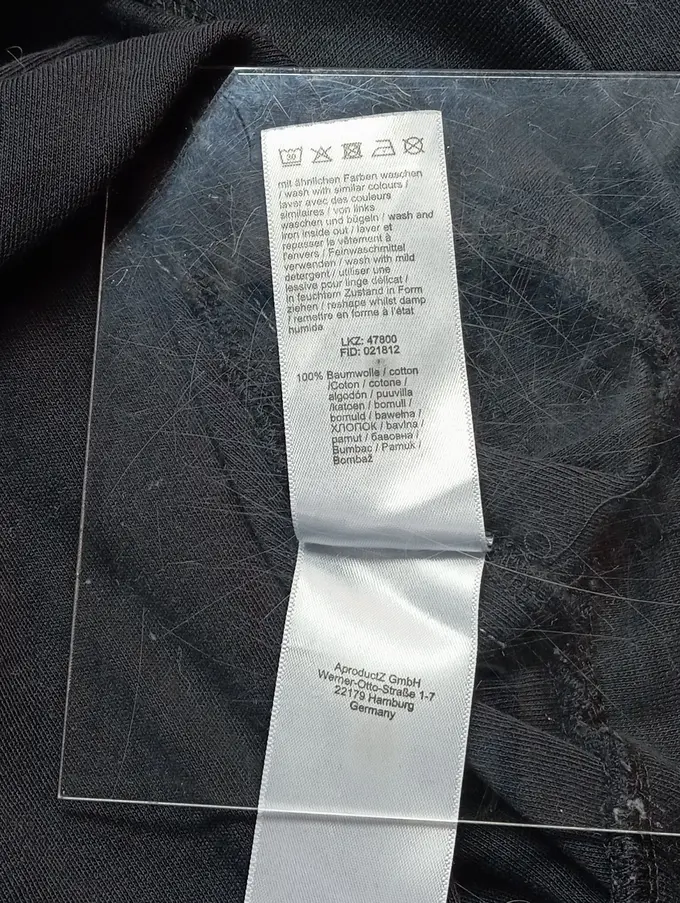 30
mit ähnlichen Farben waschen
/ wash with similar colours /
laver avec des couleurs
similaires / von links
waschen und bügeln / wash and
iron inside out / laver et
repasser le vêtement à
l'envers / Feinwaschmittel
verwenden / wash with mild
detergent / utiliser une
lessive pour linge délicat /
in feuchtem Zustand in Form
ziehen / reshape whilst damp
/ remettre en forme à l'état
humide
LKZ: 47800
FID: 021812
100% Baumwolle / cotton
/Coton / cotone /
algodón / puuvilla
/katoen / bomull /
bomuld / bawełna /
ХЛОПОК / bavlna /
pamut / бавовна /
Bumbac / Pamuk /
Bombaž
AproductZ GmbH
Werner-Otto-Straße 1-7
22179 Hamburg
Germany